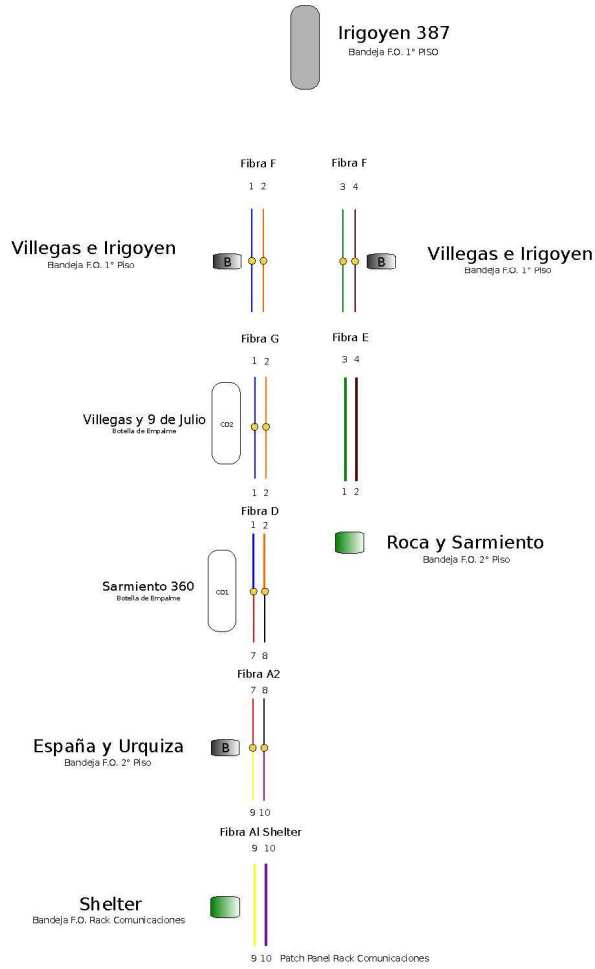 Irigoyen 387
Bandeja F.O. 1° PISO
Fibra F
Fibra F
1 2
3 4
Villegas e Irigoyen
Bandeja F.O. 1° Piso
B
B
Villegas e Irigoyen
Bandeja F.O. 1° Piso
Fibra G
Fibra E
1 2
3 4
Villegas y 9 de Julio
Botella de Empalme
CD2
1 2
1 2
Fibra D
1 2
Roca y Sarmiento
Bandeja F.O. 2° Piso
Sarmiento 360
Botella de Empalme
CD1
7 8
Fibra A2
7 8
España y Urquiza
Bandeja F.O. 2° Piso
B
9 10
Fibra Al Shelter
9 10
Shelter
Bandeja F.O. Rack Comunicaciones
9 10 Patch Panel Rack Comunicaciones